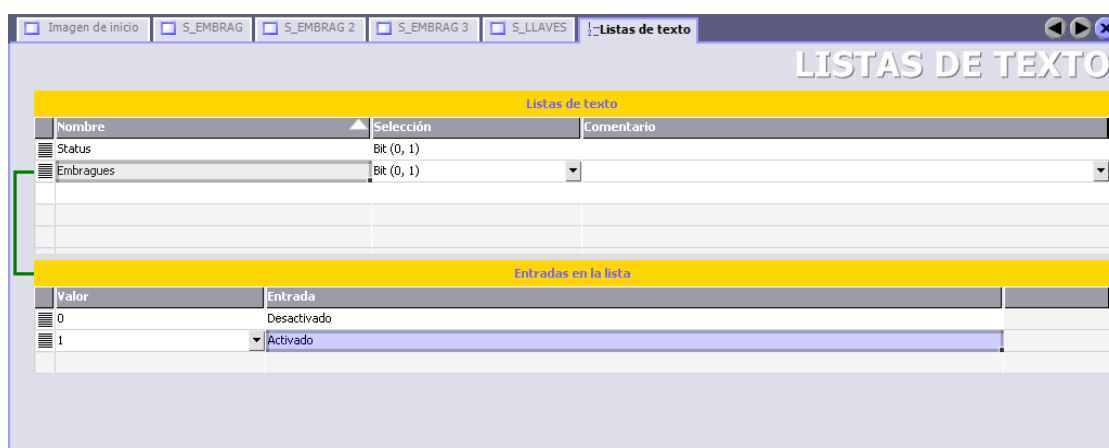 Imagen de inicio S_EMBRAG S_EMBRAG 2 S_EMBRAG 3 S_LLAVES Listas de texto
LISTAS DE TEXTO
Listas de texto
Nombre Selección Comentario
Status Bit (0, 1)
Embragues Bit (0, 1)
Entradas en la lista
Valor Entrada
0 Desactivado
1 Activado